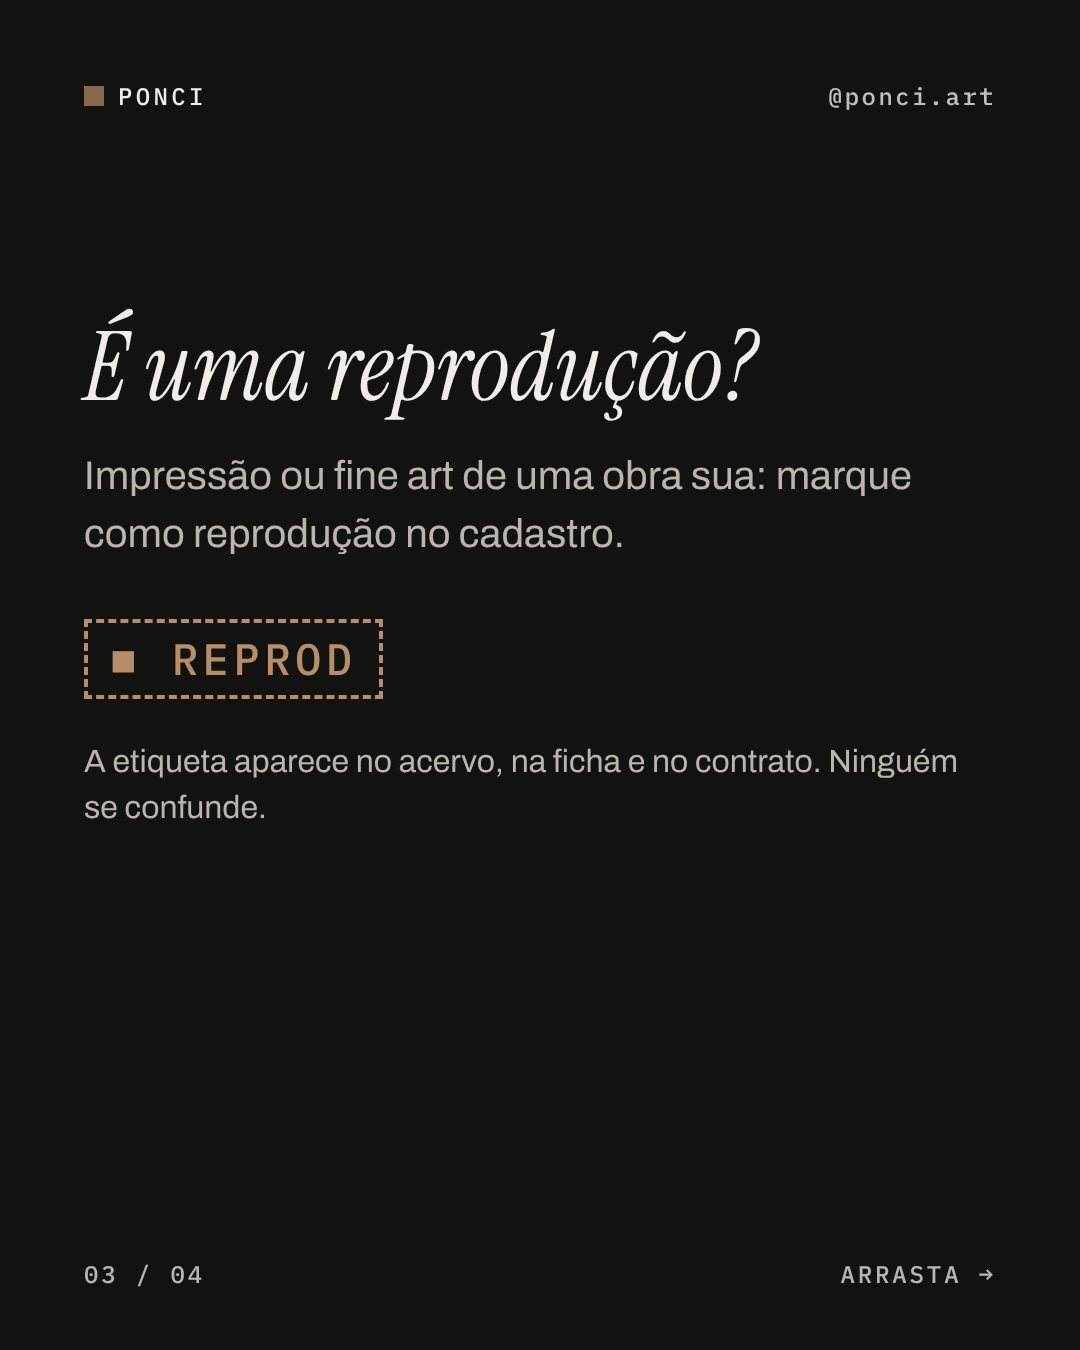 PONCI
@ponci.art
É uma reprodução?
Impressão ou fine art de uma obra sua: marque
como reprodução no cadastro.
REPROD
A etiqueta aparece no acervo, na ficha e no contrato. Ninguém
se confunde.
03 / 04
ARRASTA →